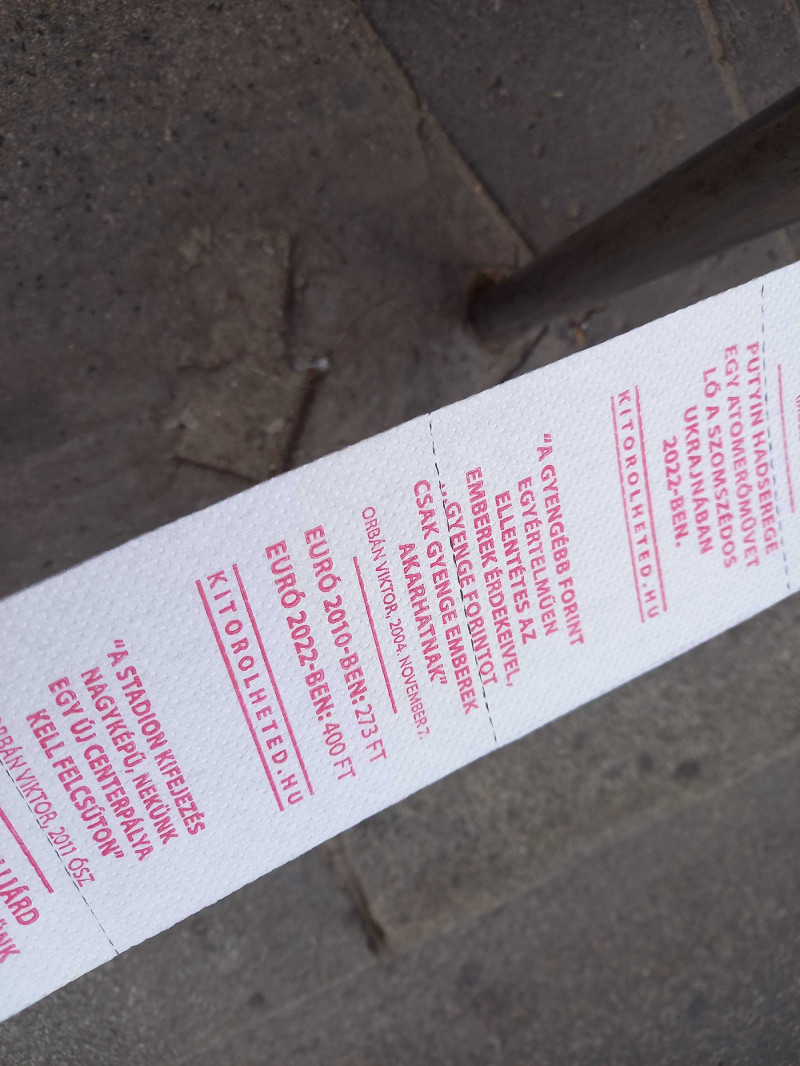 PUTYIN HADSEREGE
EGY ATOMERŐMŰVET
LŐ A SZOMSZÉDOS
UKRAJNÁBAN
2022-BEN.
KITOROLHETED.HU
"A GYENGÉBB FORINT
EGYÉRTELMŰEN
ELLENTÉTES AZ
EMBEREK ÉRDEKEIVEL,
...GYENGE FORINTOT
CSAK GYENGE EMBEREK
AKARHATNAK"
ORBÁN VIKTOR, 2004. NOVEMBER 7.
EURÓ 2010-BEN: 273 FT
EURÓ 2022-BEN: 400 FT
KITOROLHETED.HU
"A STADION KIFEJEZÉS
NAGYKÉPŰ, NEKÜNK
EGY ÚJ CENTERPÁLYA
KELL FELCSÚTON"
RBÁN VIKTOR, 2011 ŐSZ